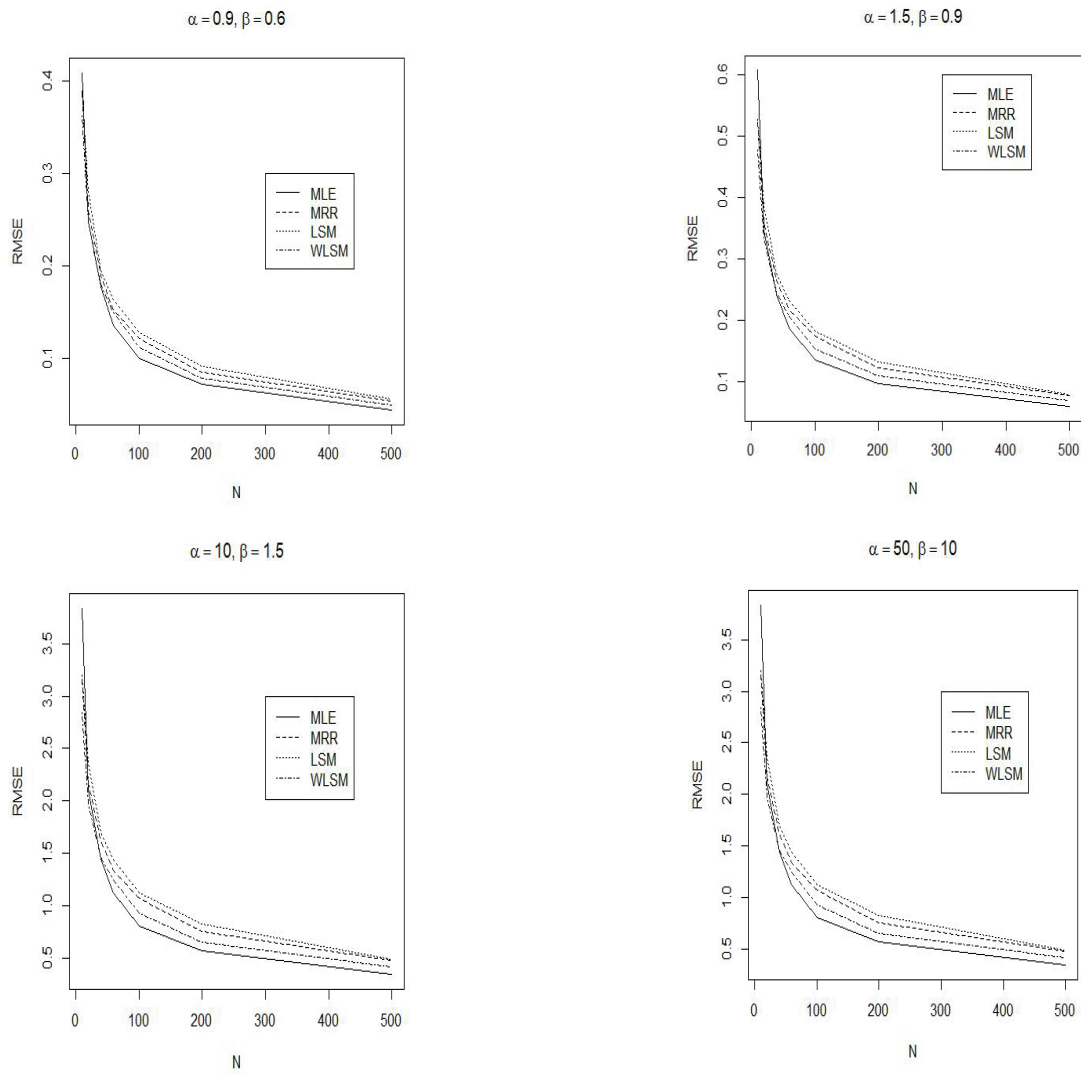 α = 0.9, β = 0.6
RMSE
0.4
0.3
0.2
0.1
MLE
MRR
LSM
WLSM
0 100 200 300 400 500
N
α = 1.5, β = 0.9
RMSE
0.6
0.5
0.4
0.3
0.2
0.1
MLE
MRR
LSM
WLSM
0 100 200 300 400 500
N
α = 10, β = 1.5
RMSE
3.5
3.0
2.5
2.0
1.5
1.0
0.5
MLE
MRR
LSM
WLSM
0 100 200 300 400 500
N
α = 50, β = 10
RMSE
3.5
3.0
2.5
2.0
1.5
1.0
0.5
MLE
MRR
LSM
WLSM
0 100 200 300 400 500
N